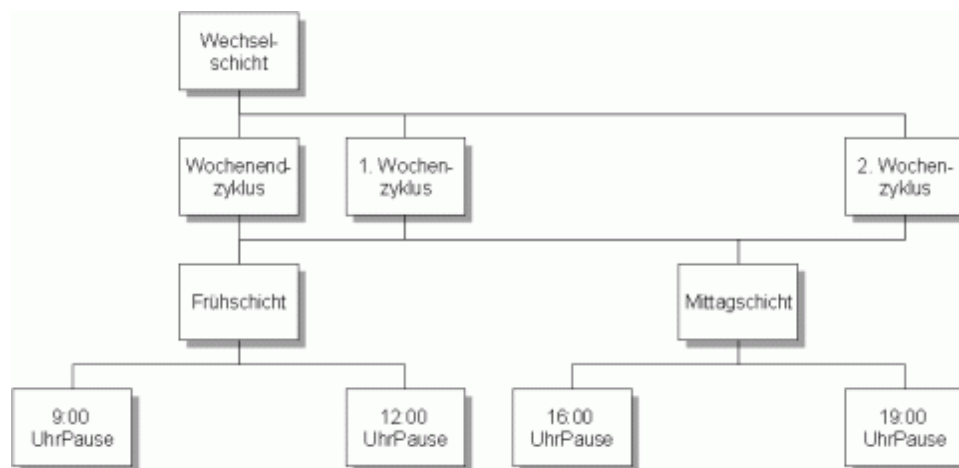 Wechsel-
schicht
Wochenend-
zyklus
1. Wochen-
zyklus
2. Wochen-
zyklus
Frühschicht
Mittagschicht
9:00
UhrPause
12:00
UhrPause
16:00
UhrPause
19:00
UhrPause